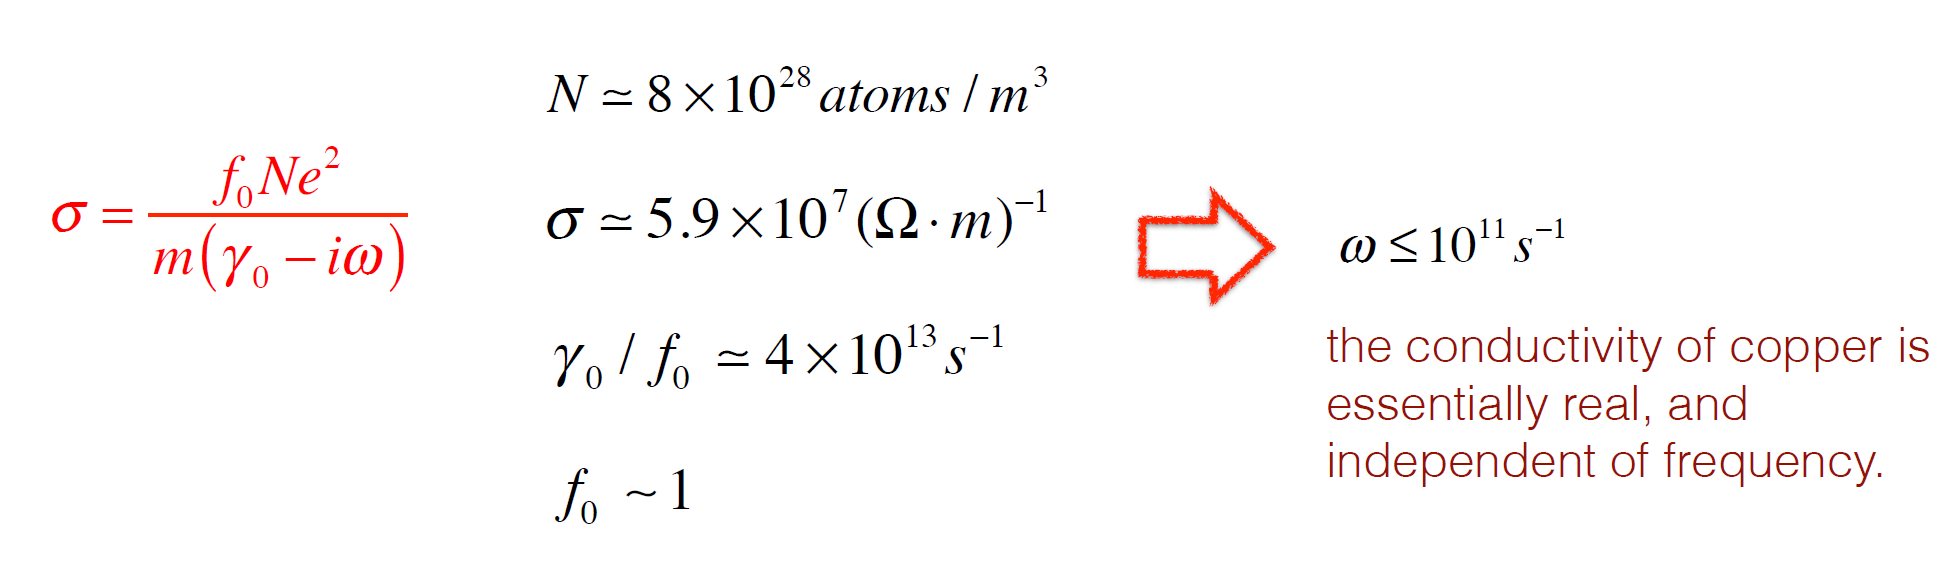 σ = f₀Ne² / m(γ₀ − iω)
N ≃ 8×10²⁸ atoms / m³
σ ≃ 5.9×10⁷ (Ω·m)⁻¹
γ₀ / f₀ ≃ 4×10¹³ s⁻¹
f₀ ~ 1
ω ≤ 10¹¹ s⁻¹
the conductivity of copper is
essentially real, and
independent of frequency.